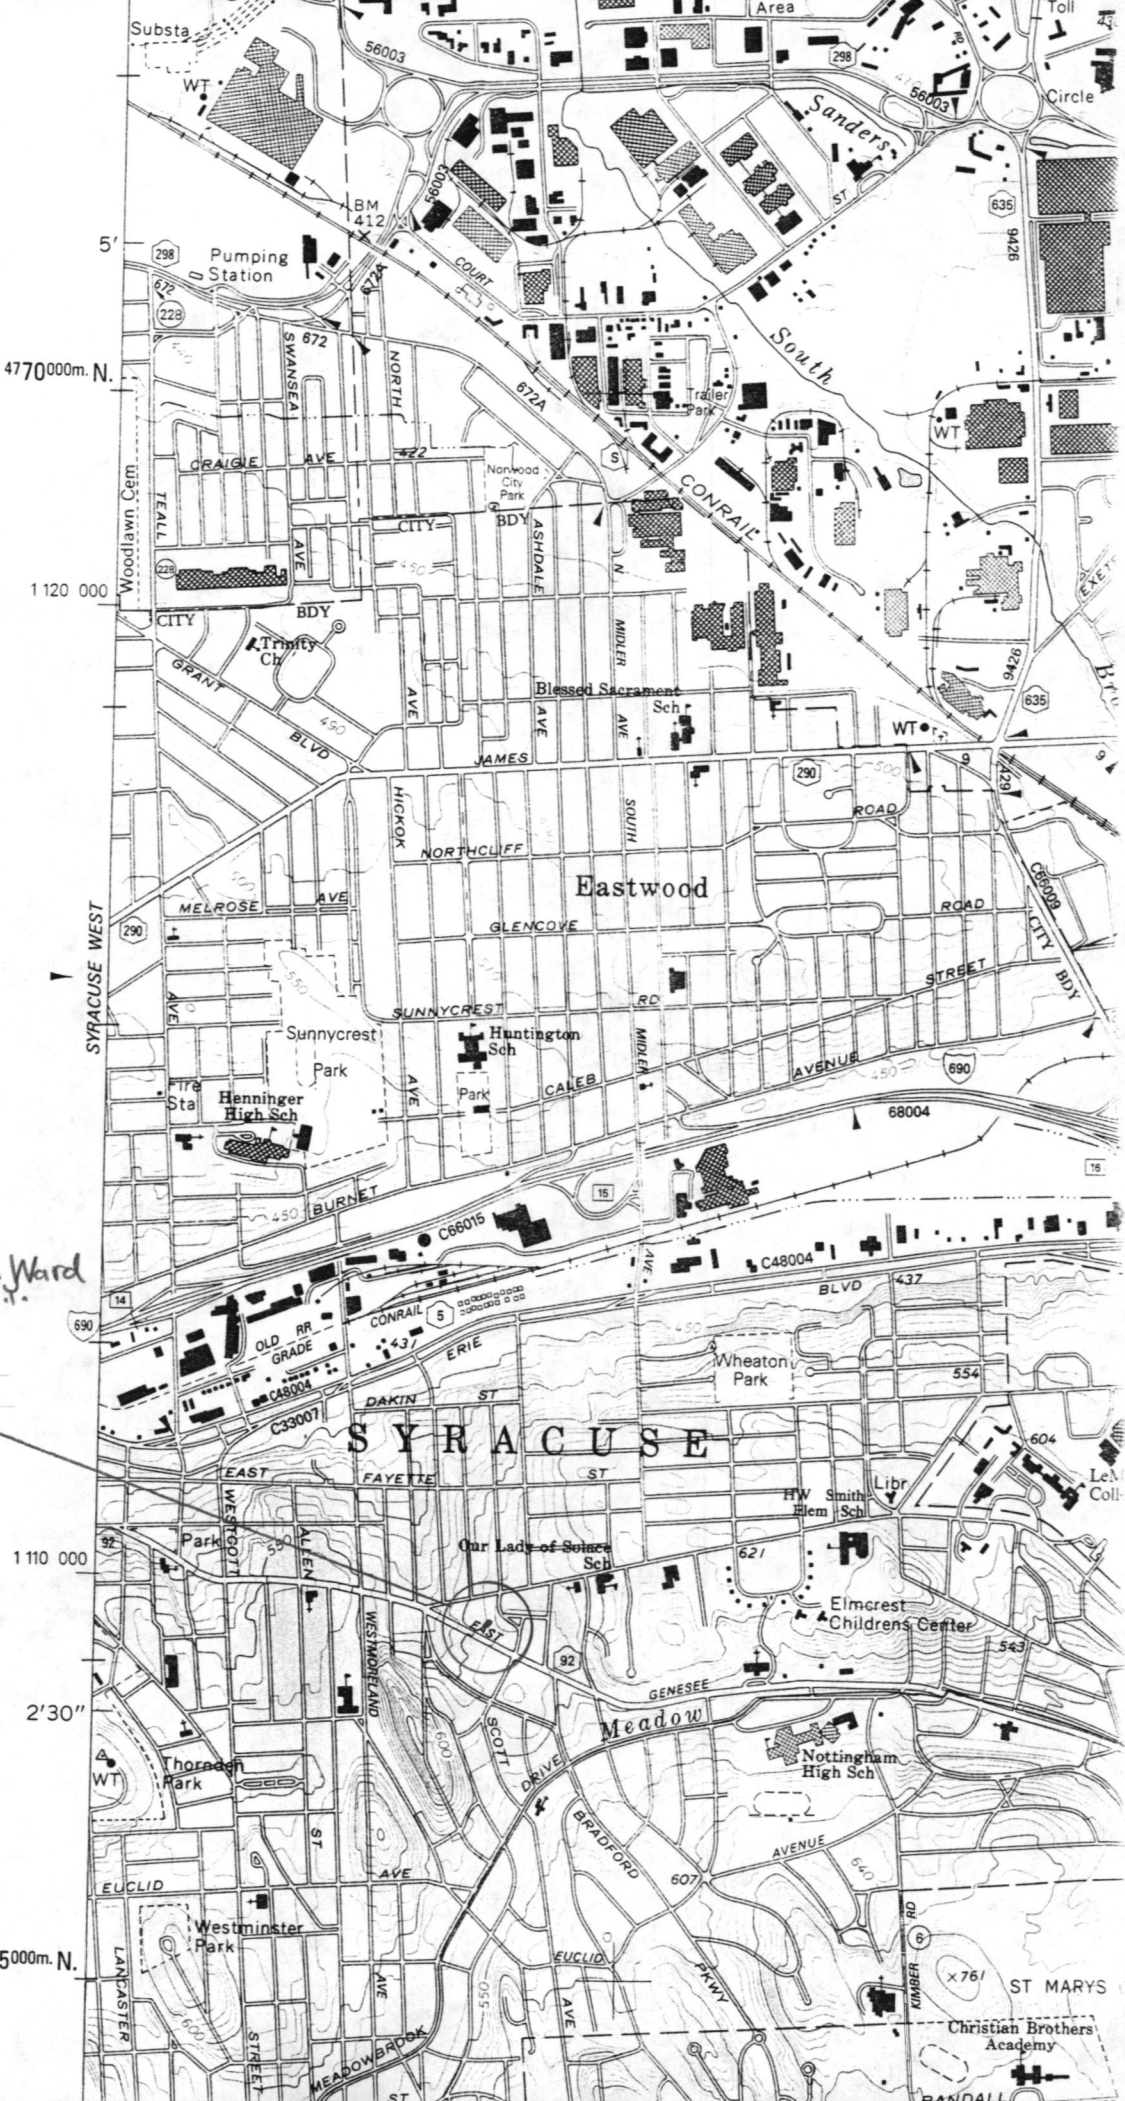 Substa
Area
Toll
56003
298
WT
56003
Circle
Sanders
56003
ST
BM
412
635
9426
5'
298
Pumping
Station
COURT
672
672A
228
672
SWANSEA
NORTH
South
4770000m. N.
672A
Trailer
Park
WT
CRAIGIE AVE
422
Norwood
City
Park
S
CONRAIL
Woodlawn Cem
TEALL
CITY BDY
ASHDALE
228
AVE
450
N
1 120 000
CITY BDY
MIDLER
Trinity
Ch
9426
GRANT
Blessed Sacrament
Sch
635
AVE
AVE
AVE
490
BLVD
WT
JAMES
290
500
9
9
429
HICKOK
SOUTH
ROAD
NORTHCLIFF
500
Eastwood
C66009
MELROSE AVE
ROAD
290
GLENCOVE
CITY BDY
SYRACUSE WEST
550
STREET
AVE
SUNNYCREST RD
Sunnycrest
Park
Huntington
Sch
MIDLER
AVENUE
450
690
Fire
Sta
Henninger
High Sch
AVE
Park
CALEB
68004
16
15
BURNET
450
C66015
Ward
AVE
C48004
BLVD
437
14
690
CONRAIL
5
OLD RR
GRADE
431
ERIE
450
Wheaton
Park
554
C48004
DAKIN ST
C33007
SYRACUSE
604
EAST FAYETTE ST
Libr
HW Smith
Elem Sch
WESTCOTT
92
Park
550
ALLEN
Our Lady of Solace
Sch
1 110 000
621
Elmcrest
Childrens Center
EAST
WESTMORELAND
92
543
GENESEE
2'30"
Meadow
600
SCOTT
WT
Thornden
Park
Nottingham
High Sch
DRIVE
BRADFORD
ST
AVENUE
640
AVE
607
EUCLID
RD
Westminster
Park
6
EUCLID
5000m. N.
x761
ST MARYS
LANCASTER
AVE
550
AVE
PKWY
KIMBER
600
STREET
Christian Brothers
Academy
MEADOWBROOK
ST
RANDALL